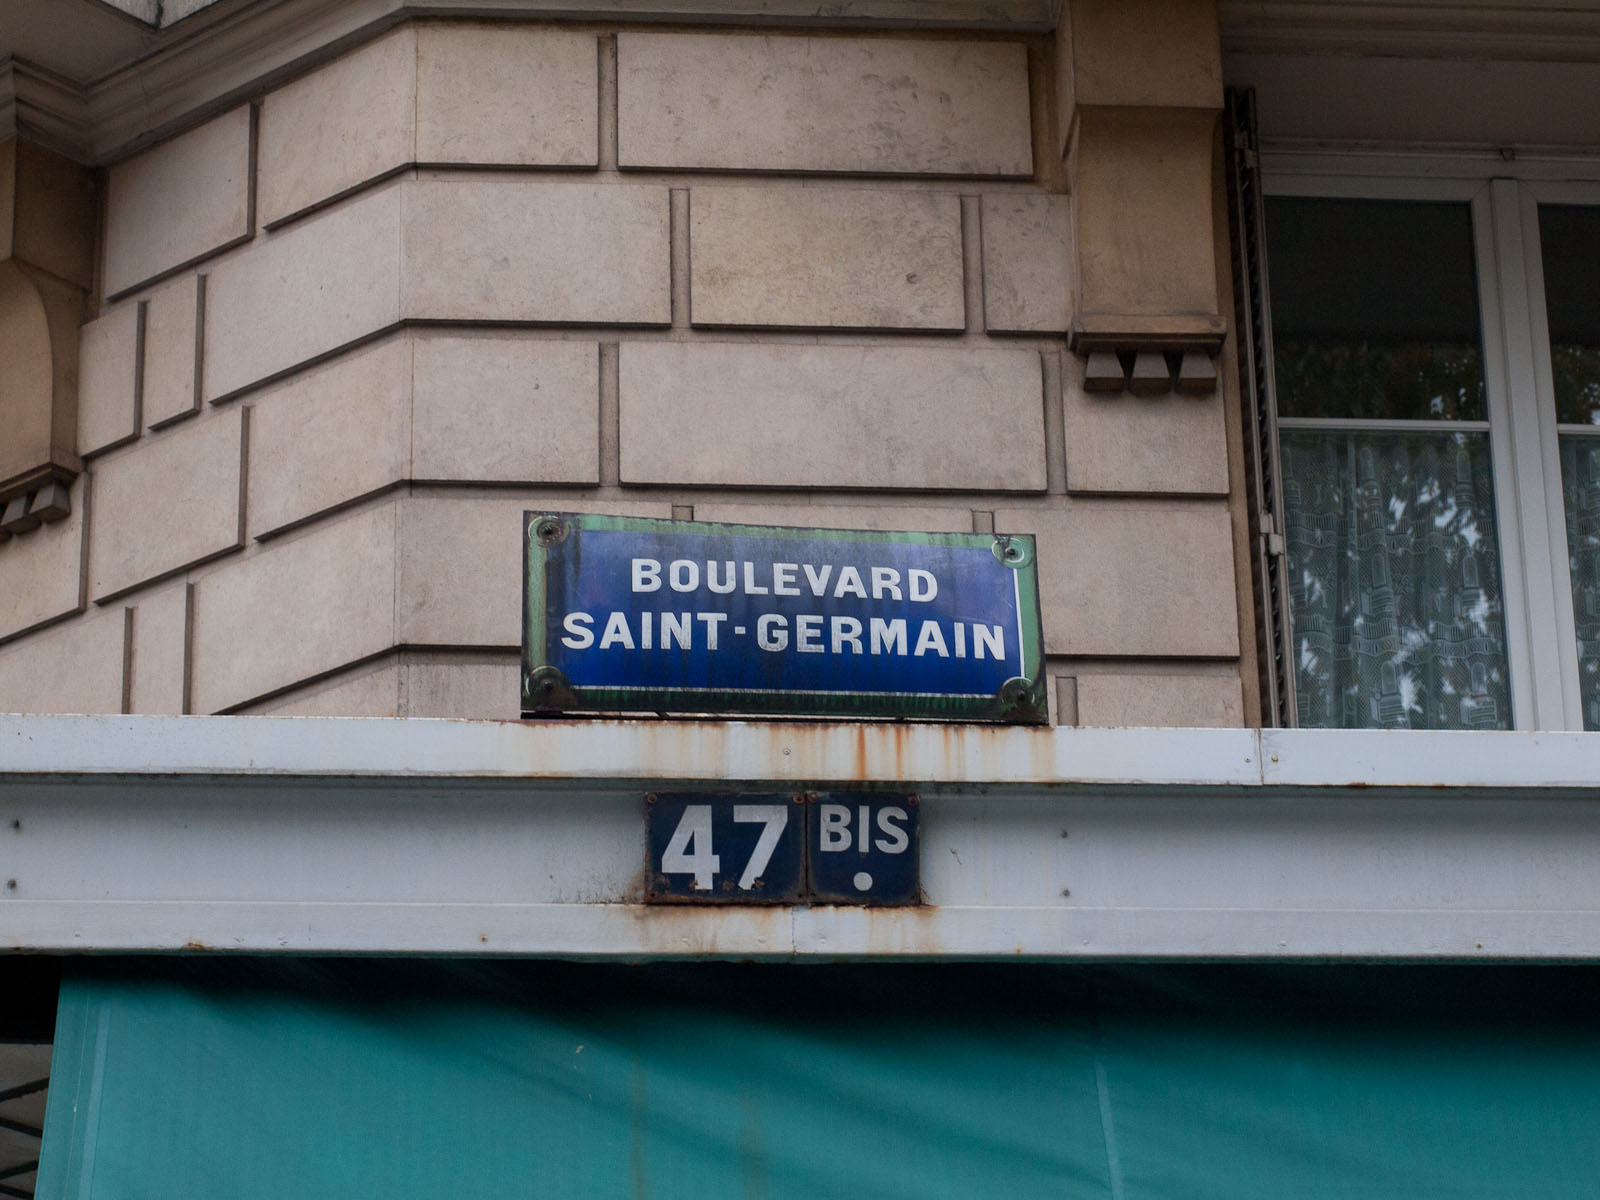 BOULEVARD
SAINT-GERMAIN
47 BIS